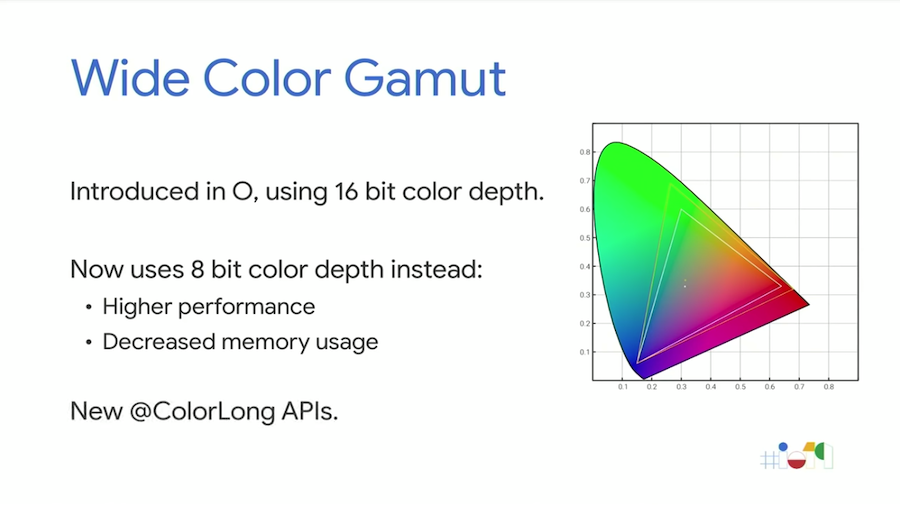 Wide Color Gamut
Introduced in O, using 16 bit color depth.
Now uses 8 bit color depth instead:
• Higher performance
• Decreased memory usage
New @ColorLong APIs.
0.8
0.7
0.6
0.5
0.4
0.3
0.2
0.1
0.1 0.2 0.3 0.4 0.5 0.6 0.7 0.8
#io19